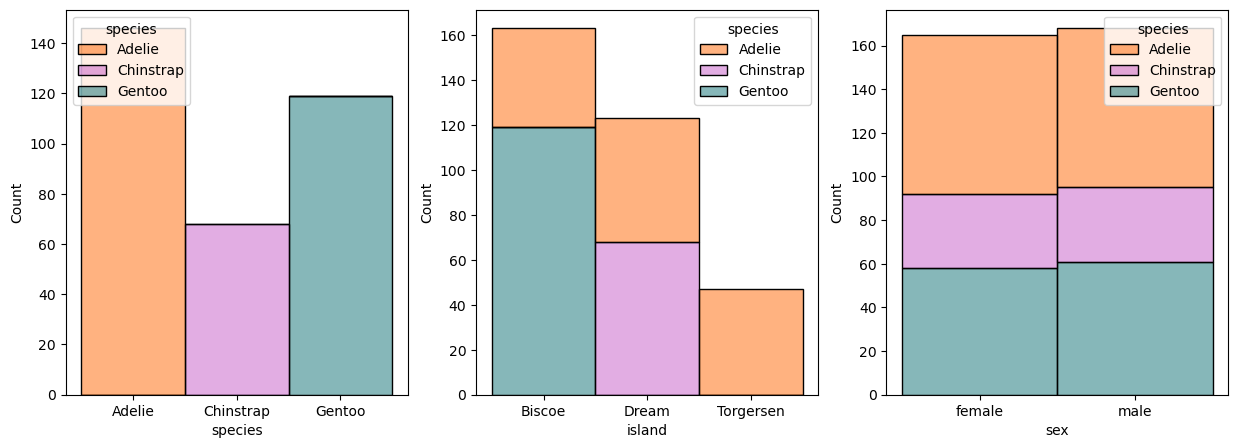 140
120
100
80
60
40
20
0
Count
Adelie Chinstrap Gentoo
species
species
Adelie
Chinstrap
Gentoo
160
140
120
100
80
60
40
20
0
Count
Biscoe Dream Torgersen
island
species
Adelie
Chinstrap
Gentoo
160
140
120
100
80
60
40
20
0
Count
female male
sex
species
Adelie
Chinstrap
Gentoo